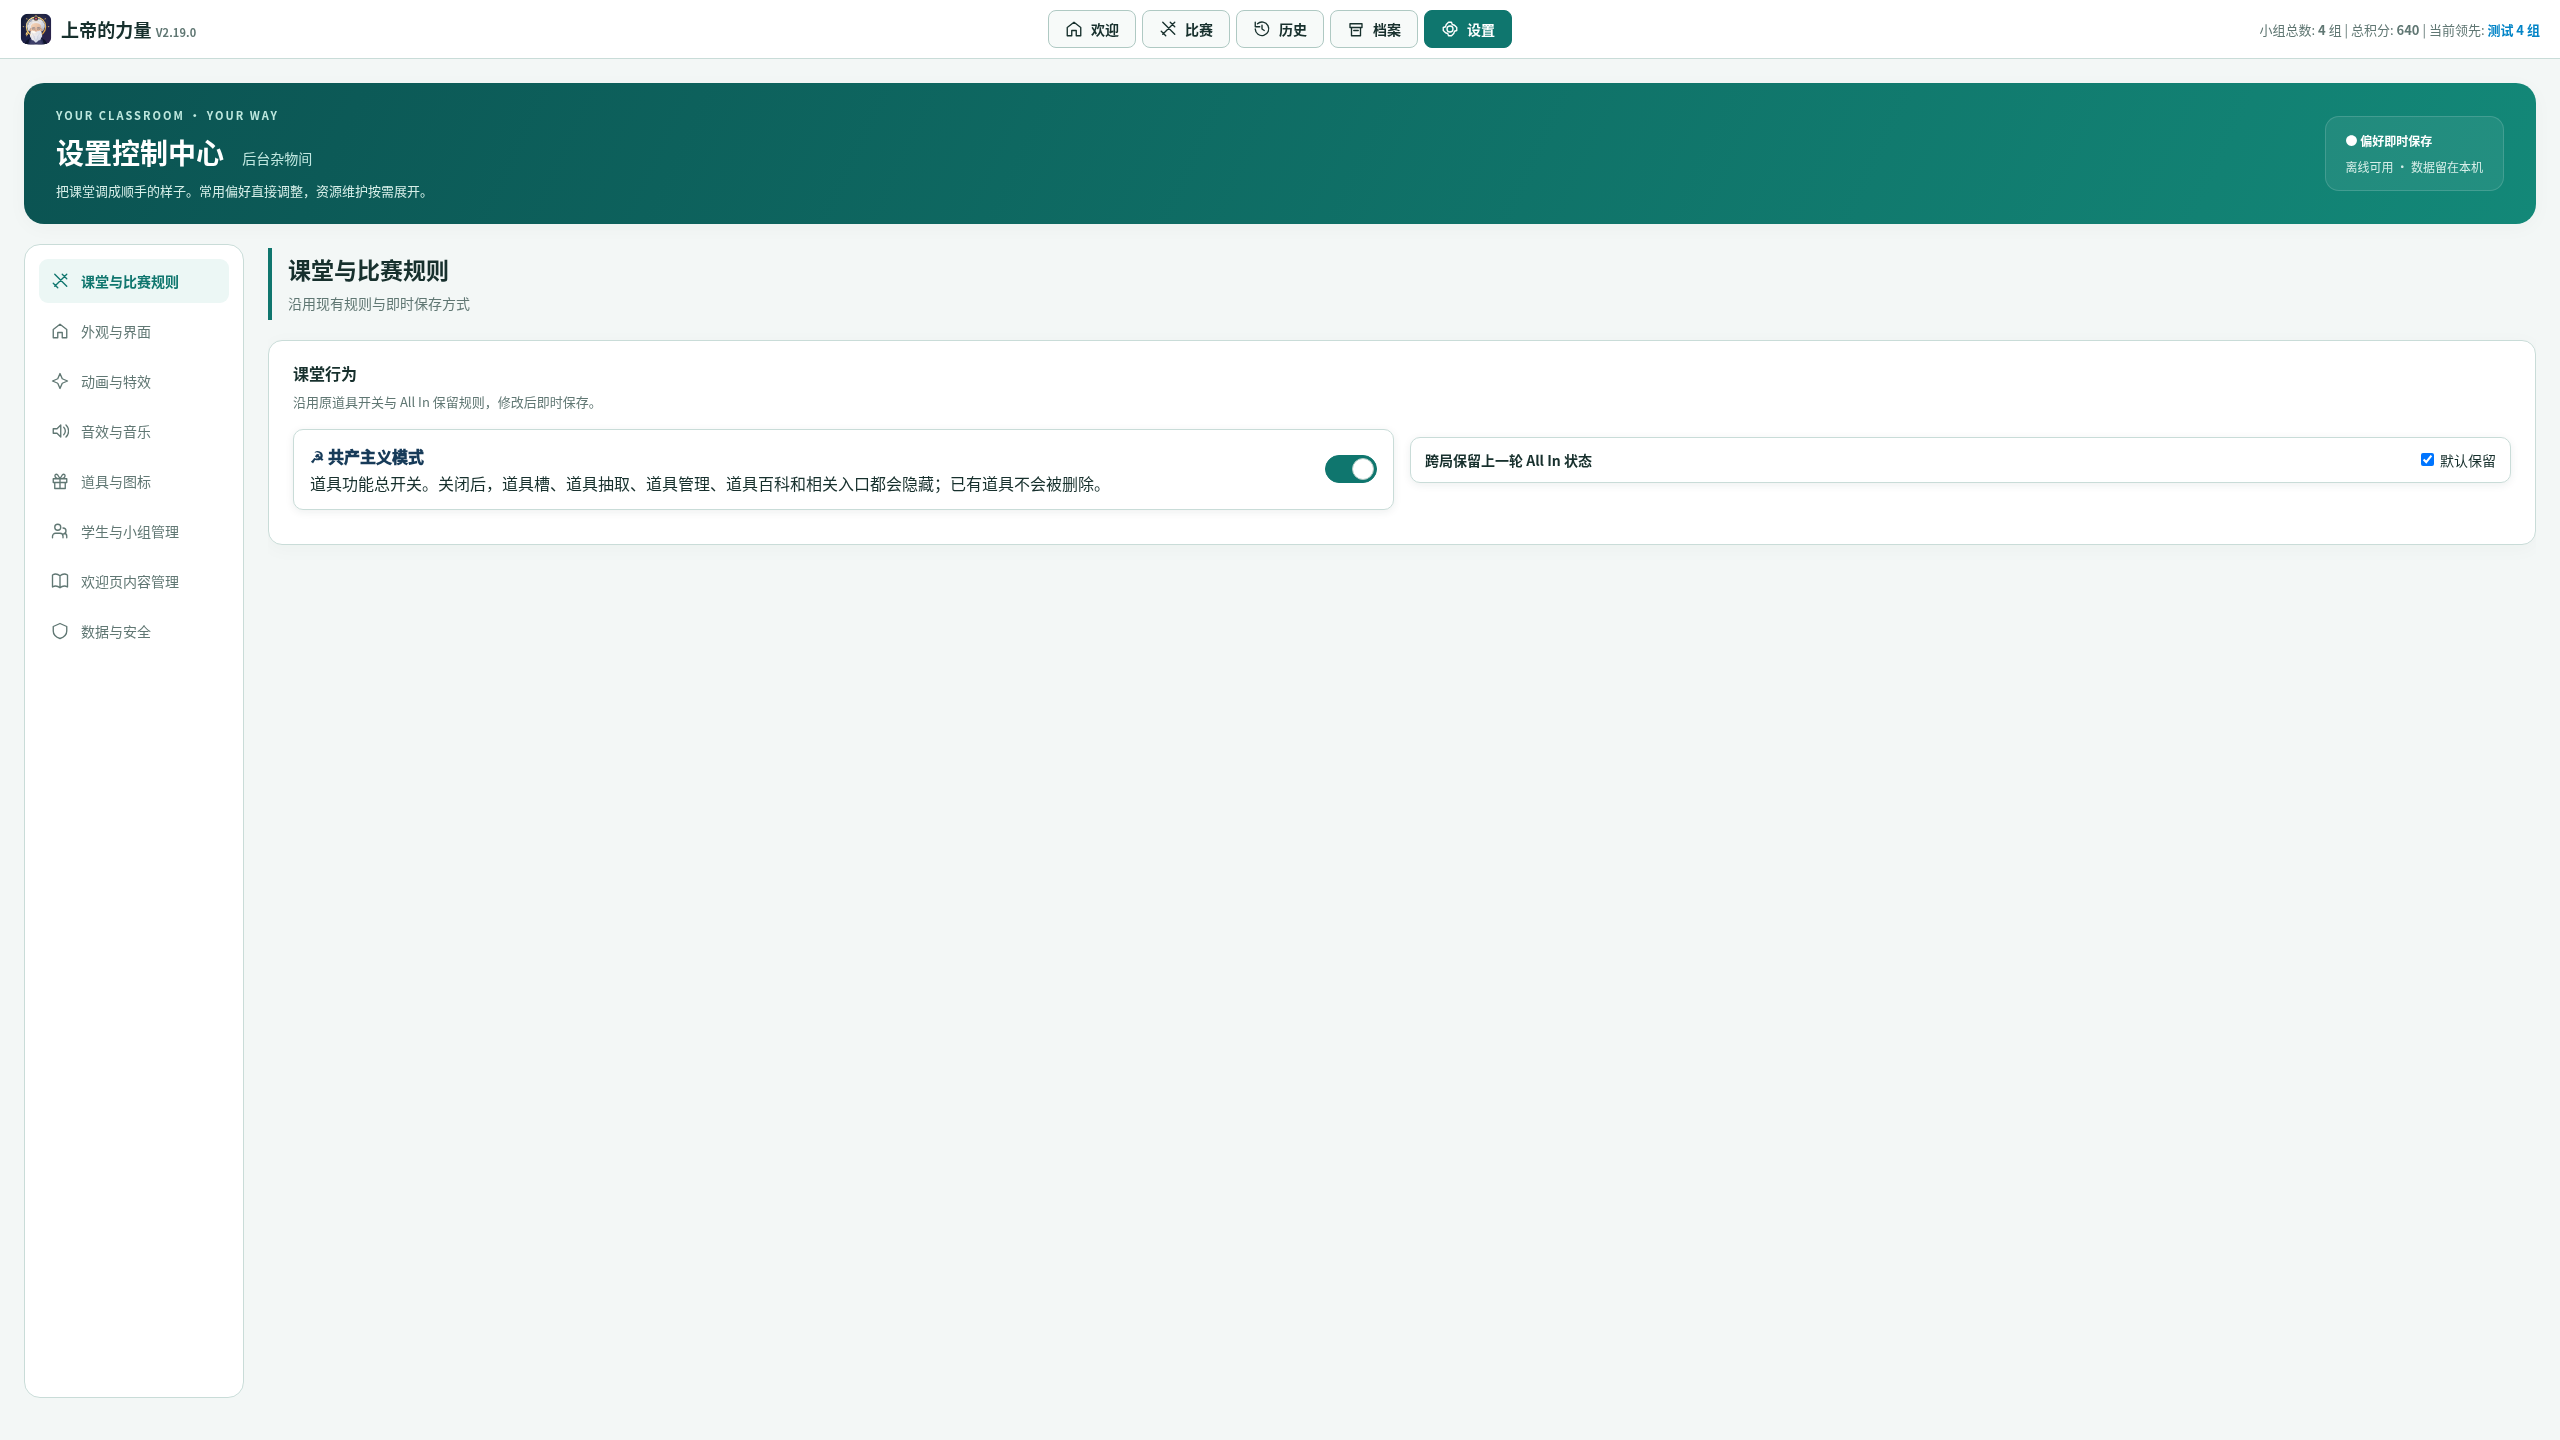 上帝的力量 V2.19.0
欢迎
比赛
历史
档案
设置
小组总数: 4 组 | 总积分: 640 | 当前领先: 测试 4 组
YOUR CLASSROOM · YOUR WAY
设置控制中心 后台杂物间
把课堂调成顺手的样子。常用偏好直接调整，资源维护按需展开。
偏好即时保存
离线可用 · 数据留在本机
课堂与比赛规则
外观与界面
动画与特效
音效与音乐
道具与图标
学生与小组管理
欢迎页内容管理
数据与安全
课堂与比赛规则
沿用现有规则与即时保存方式
课堂行为
沿用原道具开关与 All In 保留规则，修改后即时保存。
☭ 共产主义模式
道具功能总开关。关闭后，道具槽、道具抽取、道具管理、道具百科和相关入口都会隐藏；已有道具不会被删除。
跨局保留上一轮 All In 状态
默认保留